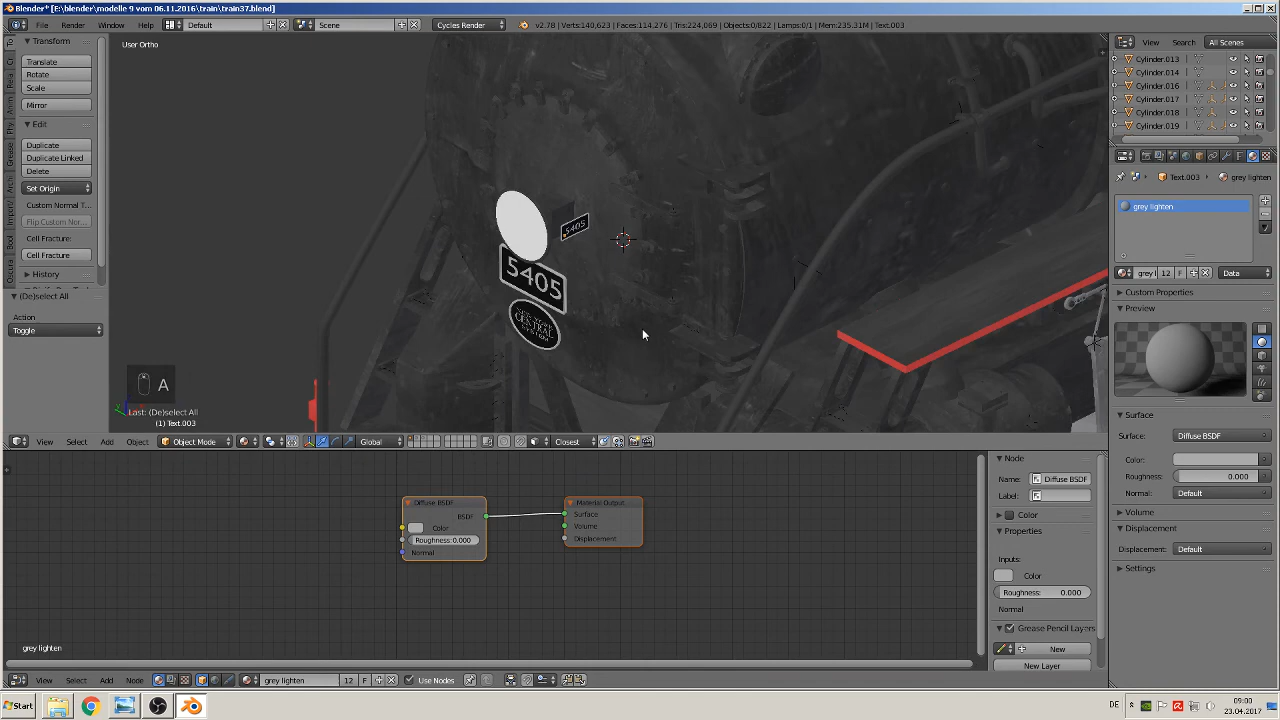 Blender* [E:\blender\modelle 9 vom 06.11.2016\train\train37.blend]
File Render Window Help Default Scene Cycles Render v2.78 | Verts:140,623 | Faces:114,276 | Tris:224,069 | Objects:0/822 | Lamps:0/1 | Mem:235.31M | Text.003
Transform
Translate
Rotate
Scale
Mirror
Edit
Duplicate
Duplicate Linked
Delete
Set Origin
Custom Normal T...
Flip Custom Nor...
Cell Fracture:
Cell Fracture
History
(De)select All
Action
Toggle
User Ortho
5405
5405
CENTRAL
SYSTEM
A
Last: (De)select All
(1) Text.003
View Select Add Object Object Mode Global Closest
View Search All Scenes
Cylinder.013
Cylinder.014
Cylinder.016
Cylinder.017
Cylinder.018
Cylinder.019
Text.003 grey lighten
grey lighten
grey l 12 F Data
Custom Properties
Preview
Surface
Surface: Diffuse BSDF
Color:
Roughness: 0.000
Normal: Default
Volume
Displacement
Displacement: Default
Settings
Diffuse BSDF
BSDF
Color
Roughness:0.000
Normal
Material Output
Surface
Volume
Displacement
Node
Name: Diffuse BSDF
Label:
Color
Properties
Inputs:
Color
Roughness: 0.000
Normal
Grease Pencil Layers
New
New Layer
grey lighten
View Select Add Node grey lighten 12 F Use Nodes
Start DE 09:00
23.04.2017